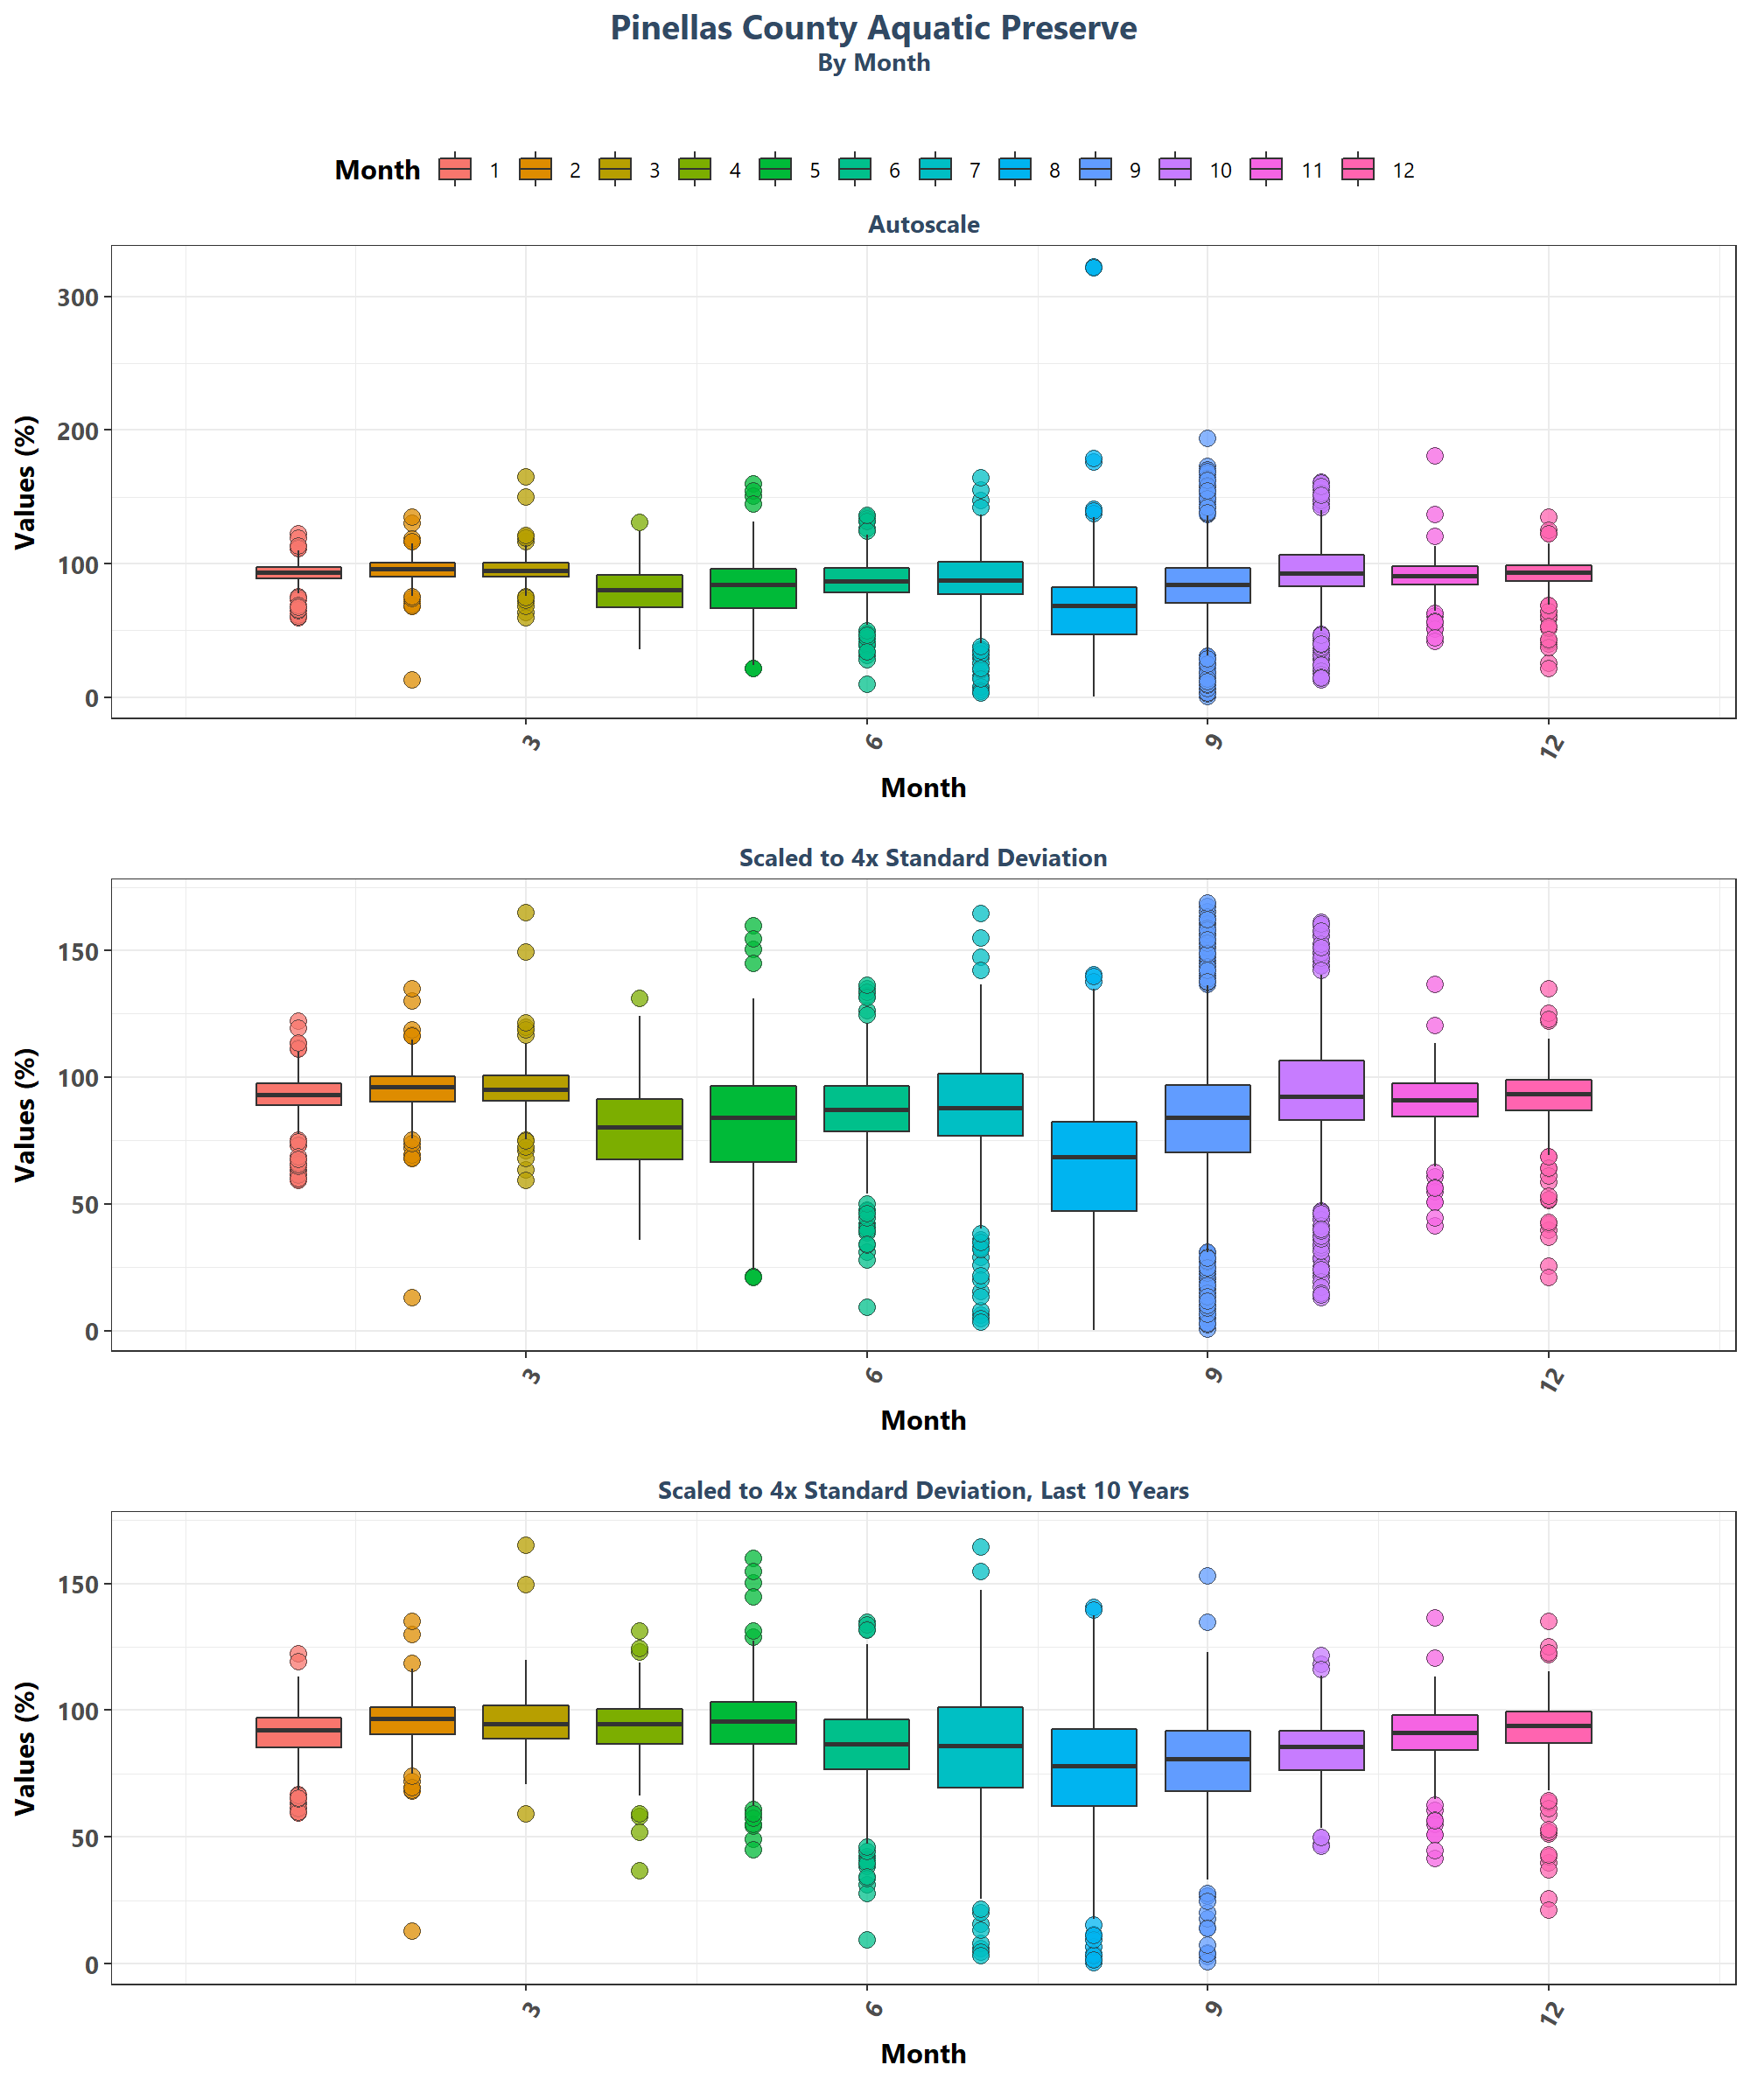 Pinellas County Aquatic Preserve
By Month
Month 1 2 3 4 5 6 7 8 9 10 11 12
Autoscale
Values (%)
300
200
100
0
3 6 9 12
Month
Scaled to 4x Standard Deviation
Values (%)
150
100
50
0
3 6 9 12
Month
Scaled to 4x Standard Deviation, Last 10 Years
Values (%)
150
100
50
0
3 6 9 12
Month